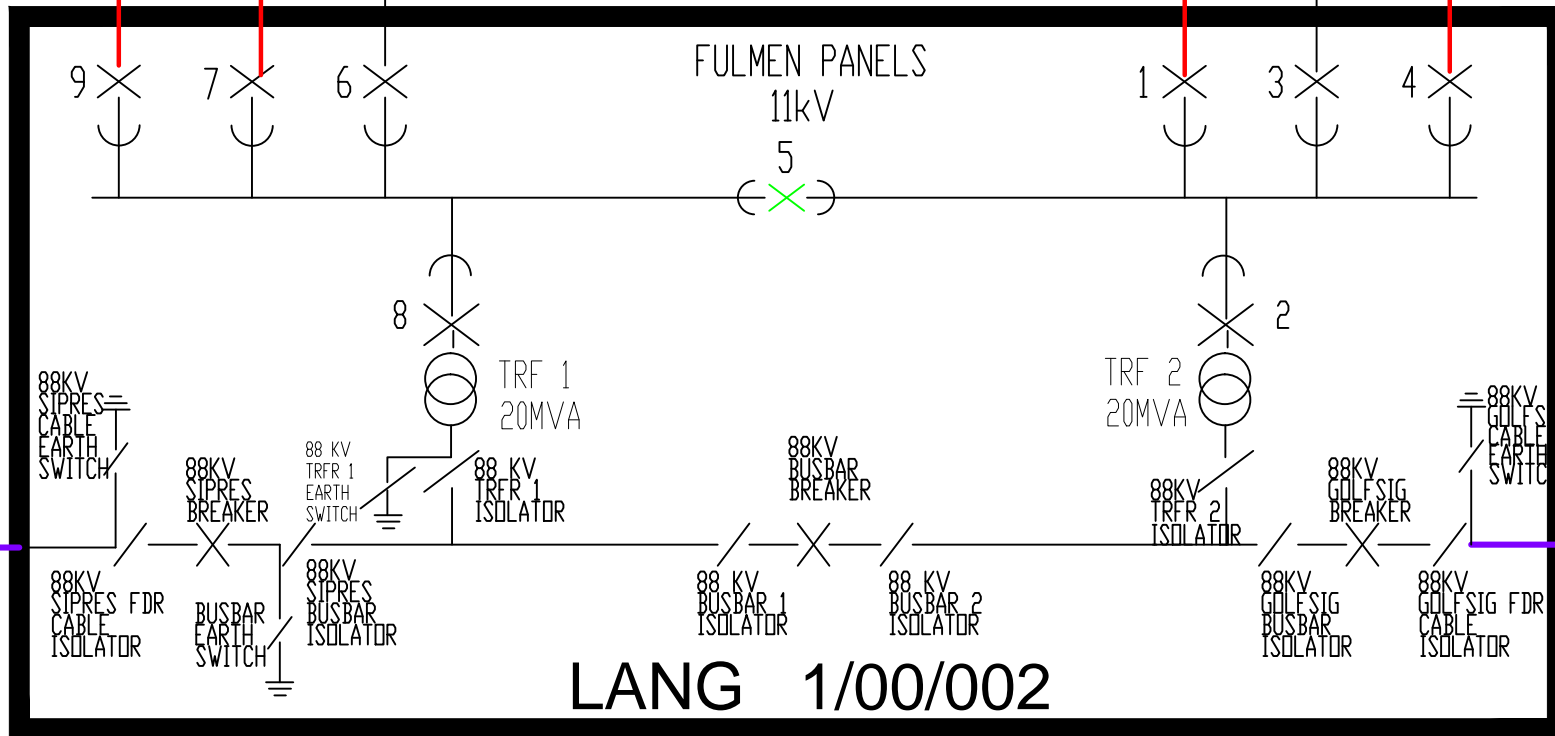 FULMEN PANELS
11kV
9
7
6
5
1
3
4
8
2
TRF 1
20MVA
TRF 2
20MVA
88KV
SIPRES
CABLE
EARTH
SWITCH
88KV
SIPRES
BREAKER
88 KV
TRFR 1
EARTH
SWITCH
88 KV
TRFR 1
ISOLATOR
88KV
BUSBAR
BREAKER
88KV
TRFR 2
ISOLATOR
88KV
GOLFSIG
BREAKER
88KV
GOLFS
CABLE
EARTH
SWITC
88KV
SIPRES FDR
CABLE
ISOLATOR
BUSBAR
EARTH
SWITCH
88KV
SIPRES
BUSBAR
ISOLATOR
88 KV
BUSBAR 1
ISOLATOR
88 KV
BUSBAR 2
ISOLATOR
88KV
GOLFSIG
BUSBAR
ISOLATOR
88KV
GOLFSIG FDR
CABLE
ISOLATOR
LANG 1/00/002